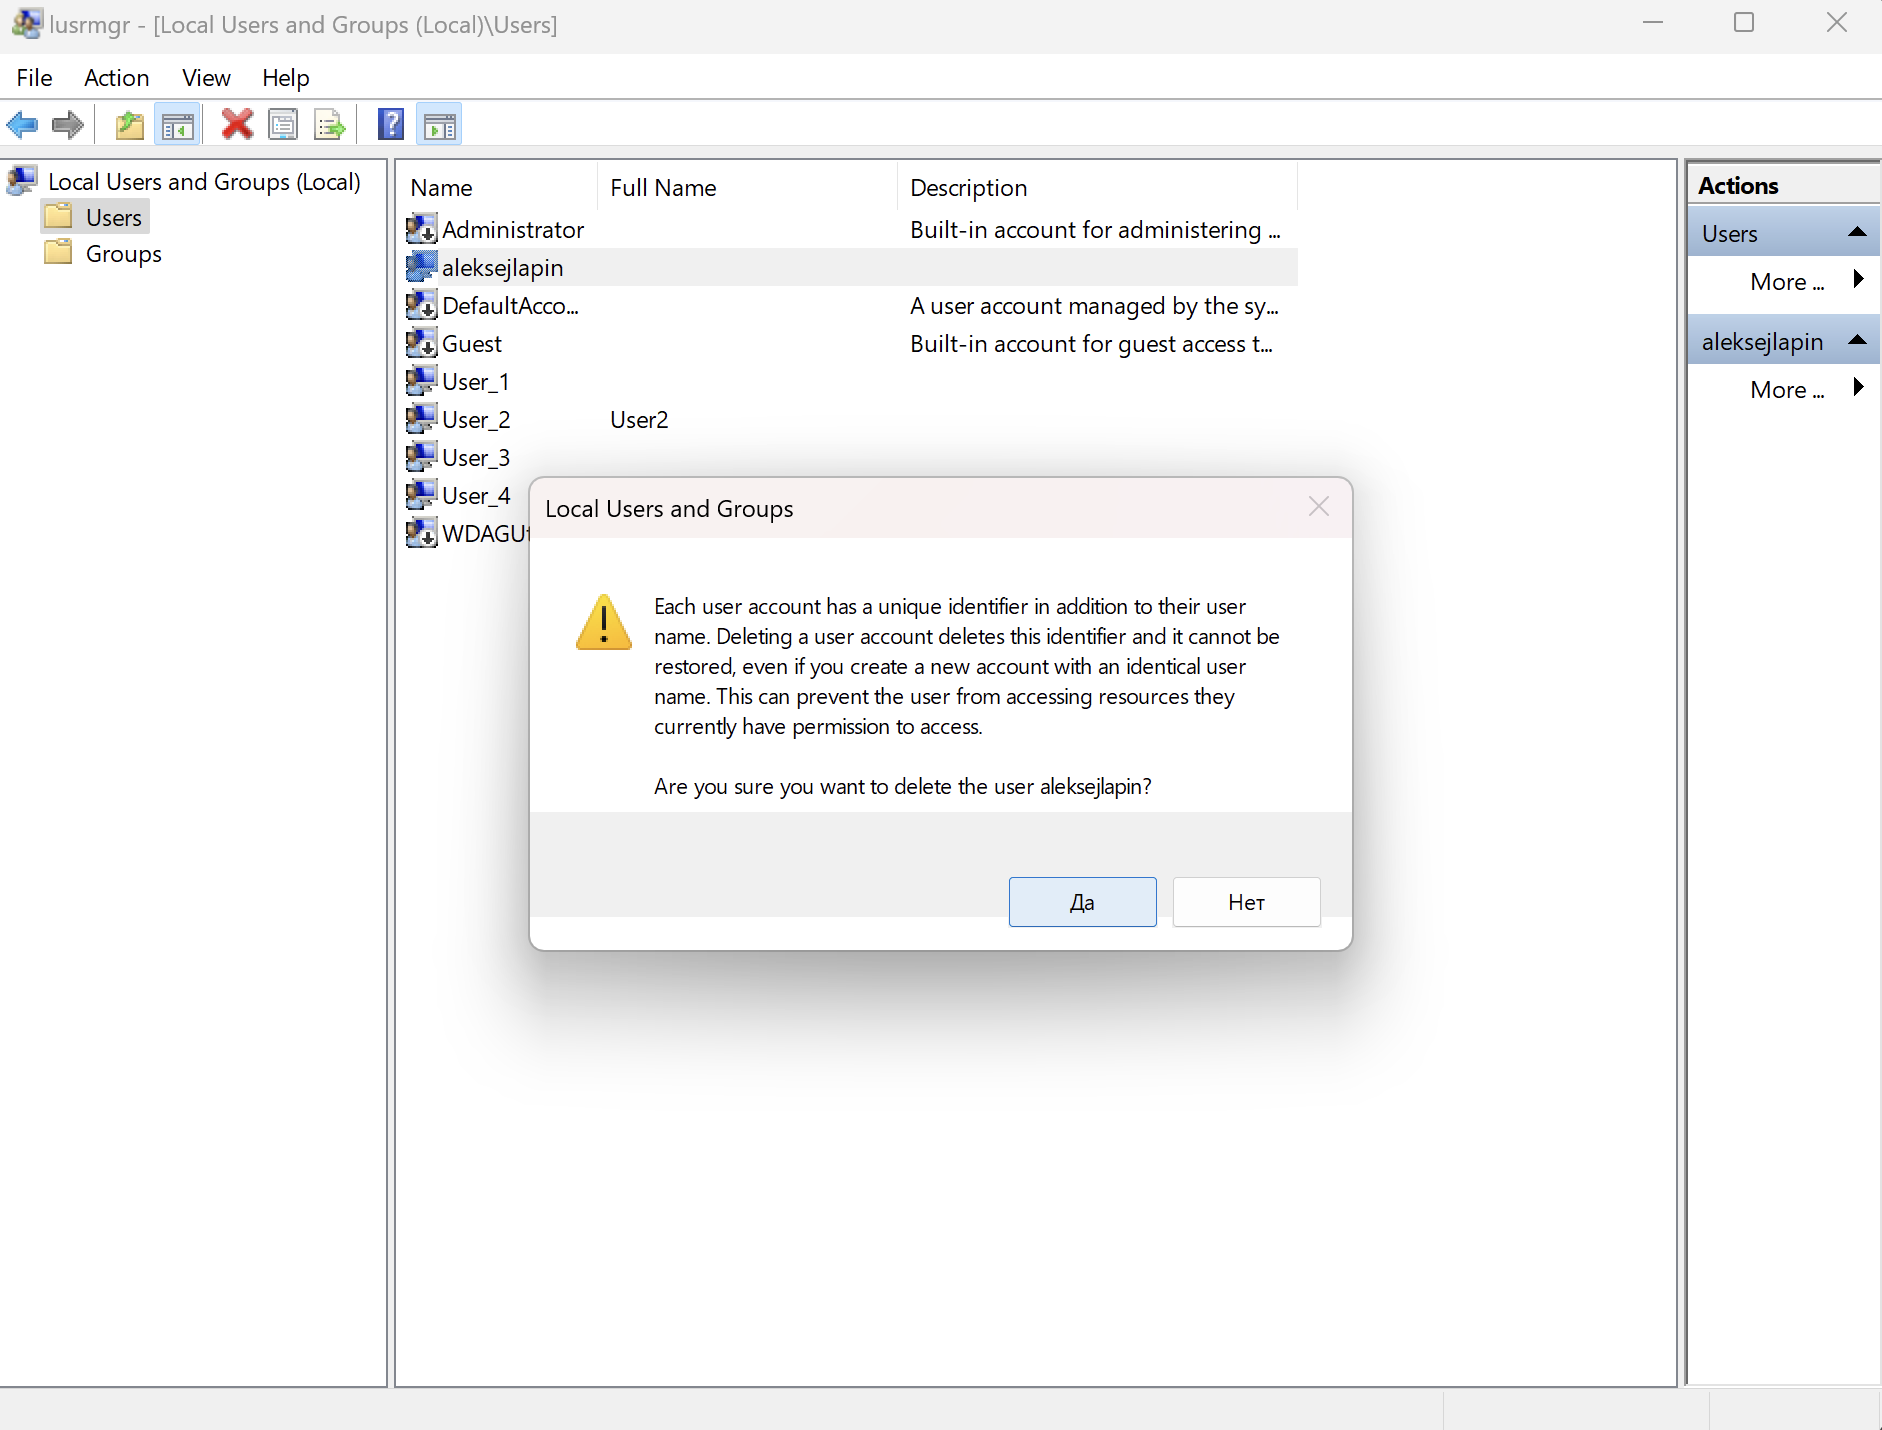 lusrmgr - [Local Users and Groups (Local)\Users]
File Action View Help
Local Users and Groups (Local)
Users
Groups
Name Full Name Description
Administrator Built-in account for administering ...
aleksejlapin
DefaultAcco... A user account managed by the sy...
Guest Built-in account for guest access t...
User_1
User_2 User2
User_3
User_4
WDAGUt
Actions
Users
More ...
aleksejlapin
More ...
Local Users and Groups
Each user account has a unique identifier in addition to their user
name. Deleting a user account deletes this identifier and it cannot be
restored, even if you create a new account with an identical user
name. This can prevent the user from accessing resources they
currently have permission to access.
Are you sure you want to delete the user aleksejlapin?
Да Нет